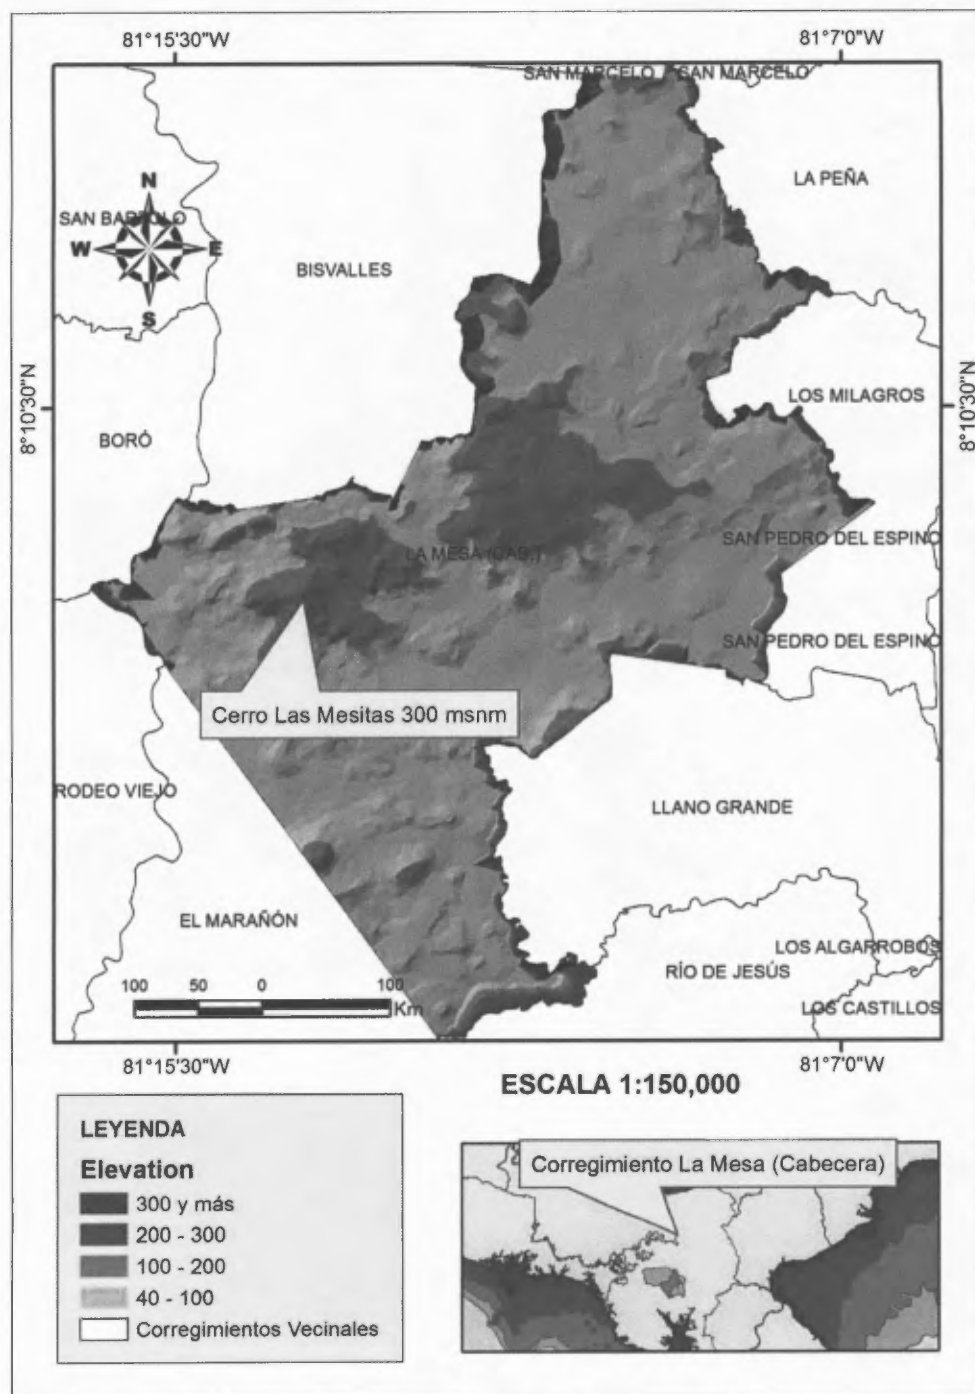 81°15'30"W
81°7'0"W
SAN MARCELO
SAN MARCELO
LA PEÑA
N
SAN BARTOLO
W
E
BISVALLES
S
8°10'30"N
8°10'30"N
LOS MILAGROS
BORÓ
SAN PEDRO DEL ESPINO
LA MESA (CAB.)
SAN PEDRO DEL ESPINO
Cerro Las Mesitas 300 msnm
RODEO VIEJO
LLANO GRANDE
EL MARAÑÓN
LOS ALGARROBOS
RÍO DE JESÚS
100 50 0 100
Km
LOS CASTILLOS
81°15'30"W
81°7'0"W
ESCALA 1:150,000
LEYENDA
Elevation
300 y más
200 - 300
100 - 200
40 - 100
Corregimientos Vecinales
Corregimiento La Mesa (Cabecera)